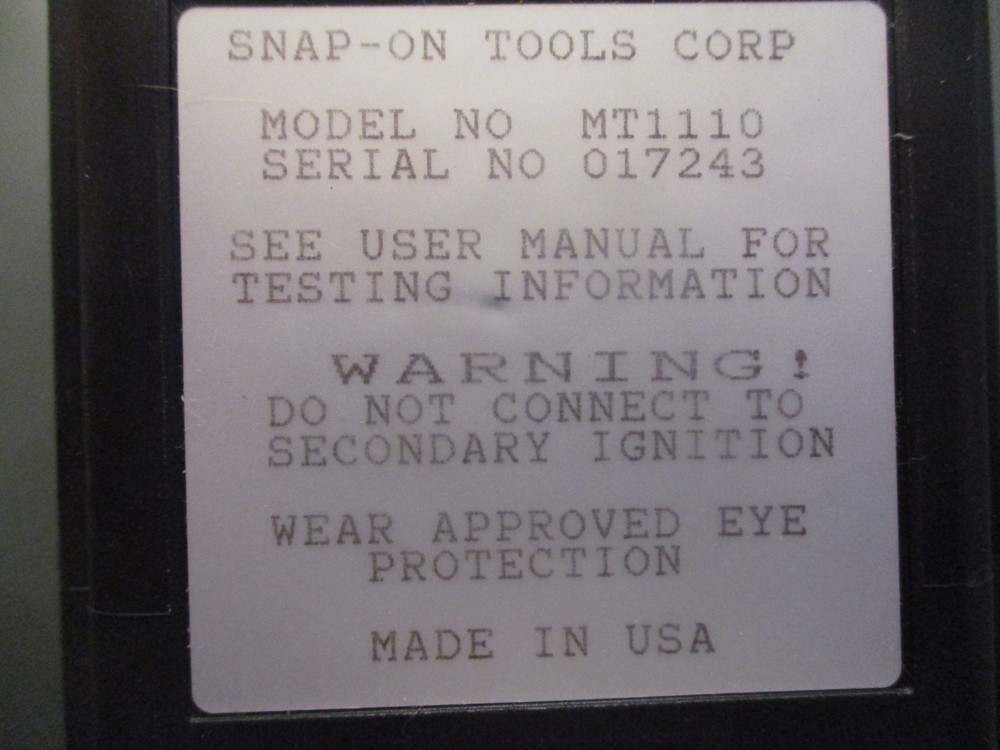 SNAP-ON TOOLS CORP
MODEL NO MT1110
SERIAL NO 017243
SEE USER MANUAL FOR
TESTING INFORMATION
WARNING!
DO NOT CONNECT TO
SECONDARY IGNITION
WEAR APPROVED EYE
PROTECTION
MADE IN USA